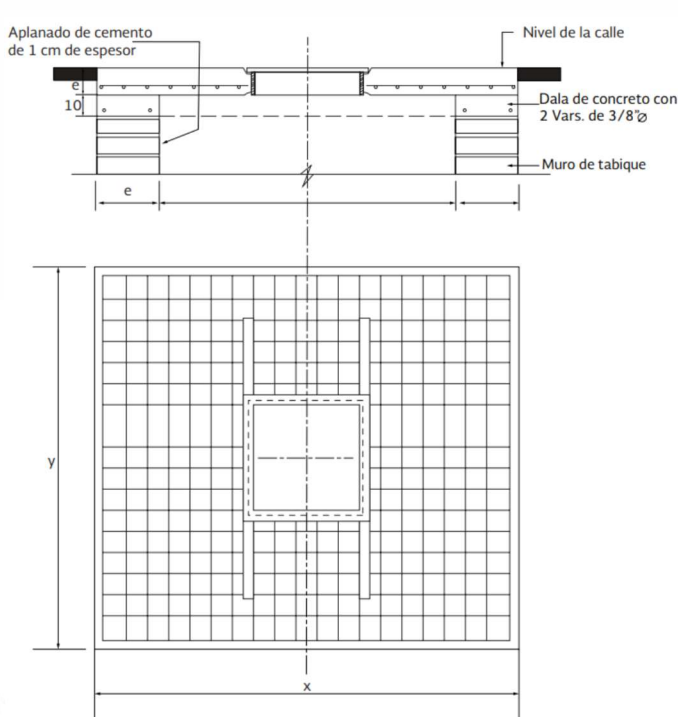 Aplanado de cemento
de 1 cm de espesor
Nivel de la calle
e
10
Dala de concreto con
2 Vars. de 3/8"⌀
Muro de tabique
e
y
x